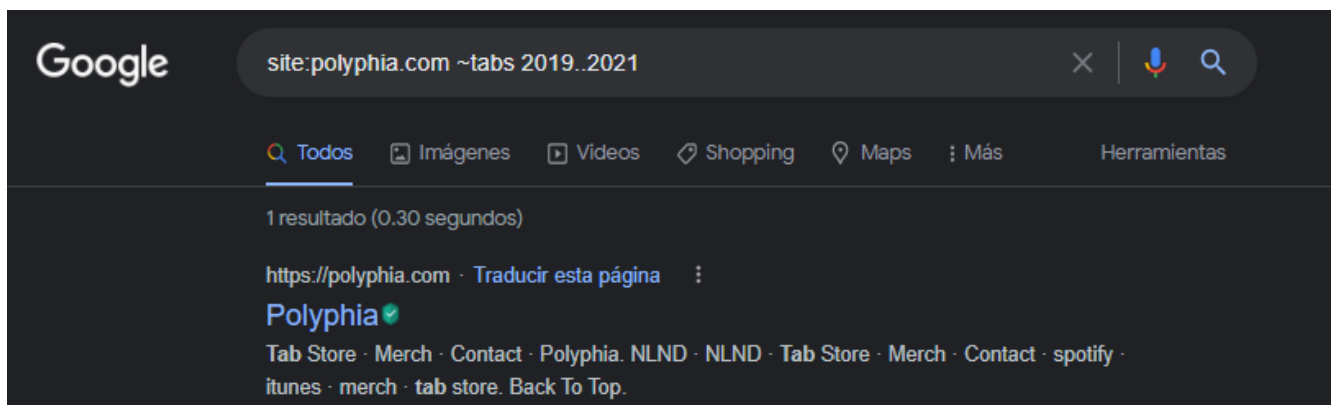 Google
site:polyphia.com ~tabs 2019..2021
Todos Imágenes Videos Shopping Maps Más Herramientas
1 resultado (0.30 segundos)
https://polyphia.com · Traducir esta página
Polyphia
Tab Store · Merch · Contact · Polyphia. NLND · NLND · Tab Store · Merch · Contact · spotify ·
itunes · merch · tab store. Back To Top.